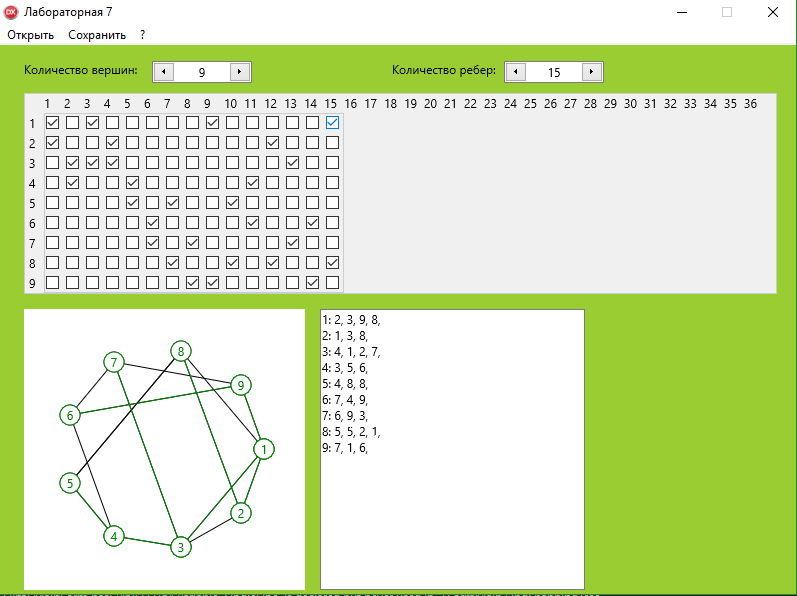 DX Лабораторная 7
Открыть Сохранить ?
Количество вершин: 9 Количество ребер: 15
1 2 3 4 5 6 7 8 9 10 11 12 13 14 15 16 17 18 19 20 21 22 23 24 25 26 27 28 29 30 31 32 33 34 35 36
1
2
3
4
5
6
7
8
9
8
7
9
6
1
5
2
4
3
1: 2, 3, 9, 8,
2: 1, 3, 8,
3: 4, 1, 2, 7,
4: 3, 5, 6,
5: 4, 8, 8,
6: 7, 4, 9,
7: 6, 9, 3,
8: 5, 5, 2, 1,
9: 7, 1, 6,